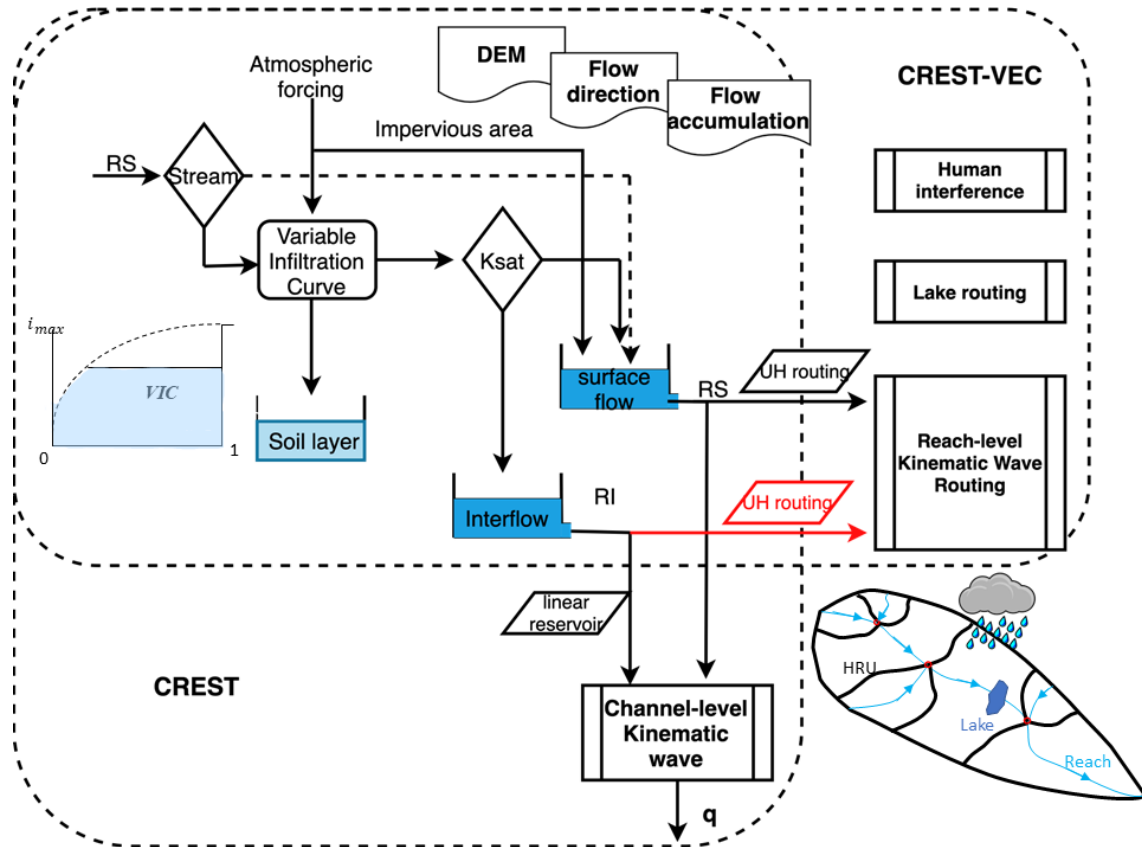 DEM
Flow
direction
Flow
accumulation
CREST-VEC
Atmospheric
forcing
Impervious area
RS
Stream
Human
interference
Variable
Infiltration
Curve
Ksat
Lake routing
i max
VIC
0
1
Soil layer
surface
flow
RS
UH routing
Reach-level
Kinematic Wave
Routing
Interflow
RI
UH routing
linear
reservoir
CREST
Channel-level
Kinematic
wave
q
HRU
Lake
Reach